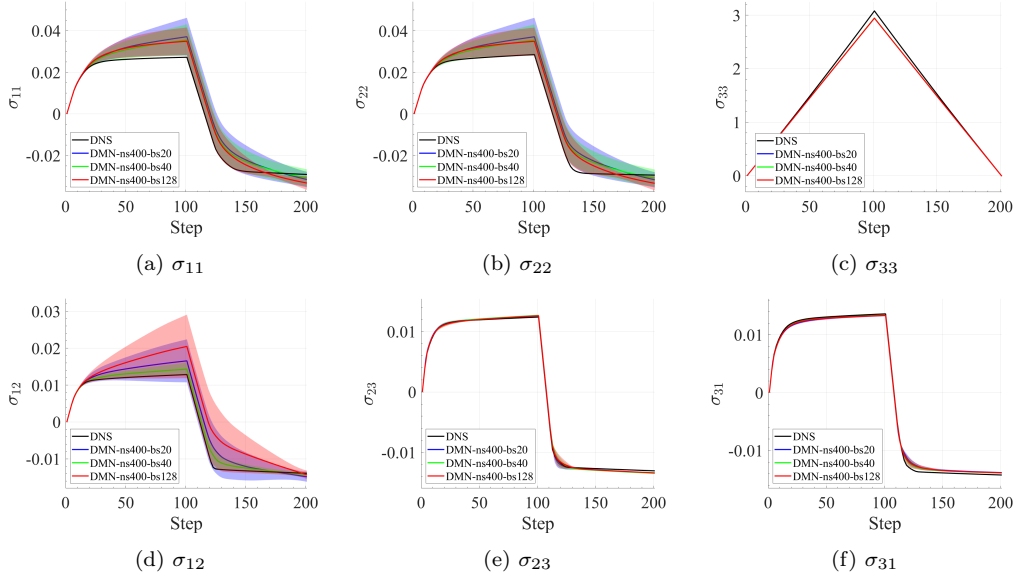 0.04
0.02
0
-0.02
σ11
DNS
DMN-ns400-bs20
DMN-ns400-bs40
DMN-ns400-bs128
0 50 100 150 200
Step
(a) σ11
0.04
0.02
0
-0.02
σ22
DNS
DMN-ns400-bs20
DMN-ns400-bs40
DMN-ns400-bs128
0 50 100 150 200
Step
(b) σ22
3
2
1
0
σ33
DNS
DMN-ns400-bs20
DMN-ns400-bs40
DMN-ns400-bs128
0 50 100 150 200
Step
(c) σ33
0.03
0.02
0.01
0
-0.01
σ12
DNS
DMN-ns400-bs20
DMN-ns400-bs40
DMN-ns400-bs128
0 50 100 150 200
Step
(d) σ12
0.01
0
-0.01
σ23
DNS
DMN-ns400-bs20
DMN-ns400-bs40
DMN-ns400-bs128
0 50 100 150 200
Step
(e) σ23
0.01
0
-0.01
σ31
DNS
DMN-ns400-bs20
DMN-ns400-bs40
DMN-ns400-bs128
0 50 100 150 200
Step
(f) σ31